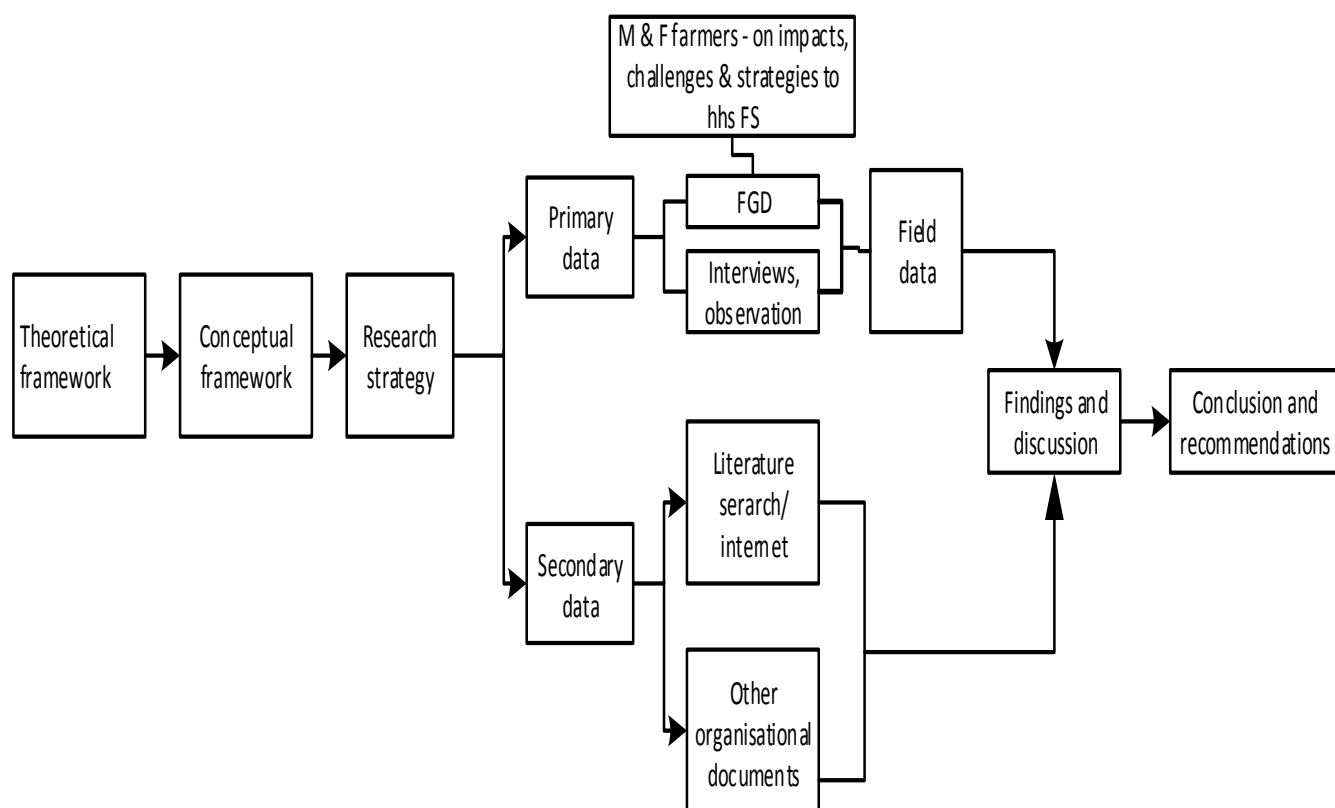 M & F farmers - on impacts,
challenges & strategies to
hhs FS
Primary
data
FGD
Interviews,
observation
Field
data
Theoretical
framework
Conceptual
framework
Research
strategy
Findings and
discussion
Conclusion and
recommendations
Literature
serarch/
internet
Secondary
data
Other
organisational
documents